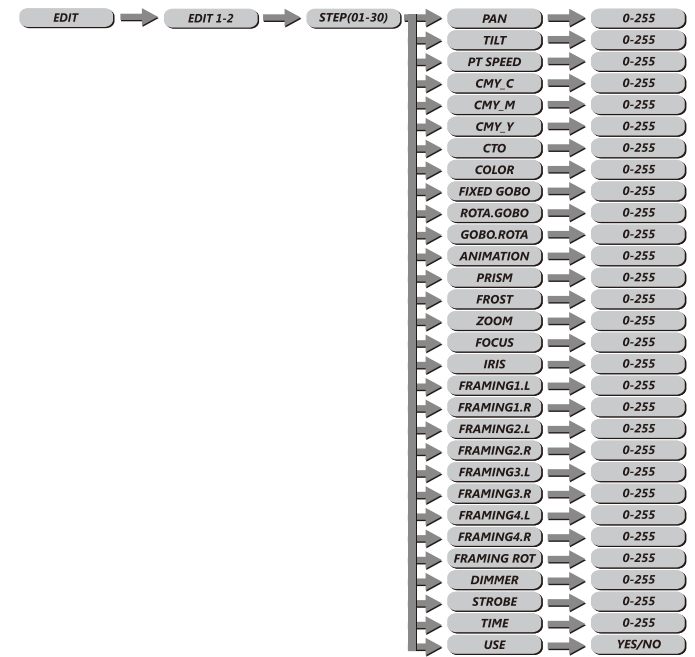 EDIT EDIT 1-2 STEP(01-30) PAN 0-255
TILT 0-255
PT SPEED 0-255
CMY_C 0-255
CMY_M 0-255
CMY_Y 0-255
CTO 0-255
COLOR 0-255
FIXED GOBO 0-255
ROTA.GOBO 0-255
GOBO.ROTA 0-255
ANIMATION 0-255
PRISM 0-255
FROST 0-255
ZOOM 0-255
FOCUS 0-255
IRIS 0-255
FRAMING1.L 0-255
FRAMING1.R 0-255
FRAMING2.L 0-255
FRAMING2.R 0-255
FRAMING3.L 0-255
FRAMING3.R 0-255
FRAMING4.L 0-255
FRAMING4.R 0-255
FRAMING ROT 0-255
DIMMER 0-255
STROBE 0-255
TIME 0-255
USE YES/NO